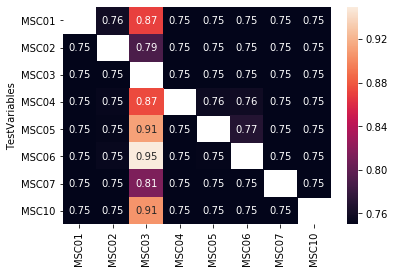 MSC01 0.76 0.87 0.75 0.75 0.75 0.75 0.75
MSC02 0.75 0.79 0.75 0.75 0.75 0.75 0.75
MSC03 0.75 0.75 0.75 0.75 0.75 0.75 0.75
MSC04 0.75 0.75 0.87 0.76 0.76 0.75 0.75
MSC05 0.75 0.75 0.91 0.75 0.77 0.75 0.75
MSC06 0.75 0.75 0.95 0.75 0.75 0.75 0.75
MSC07 0.75 0.75 0.81 0.75 0.75 0.75 0.75
MSC10 0.75 0.75 0.91 0.75 0.75 0.75 0.75
TestVariables
MSC01
MSC02
MSC03
MSC04
MSC05
MSC06
MSC07
MSC10
0.92
0.88
0.84
0.80
0.76